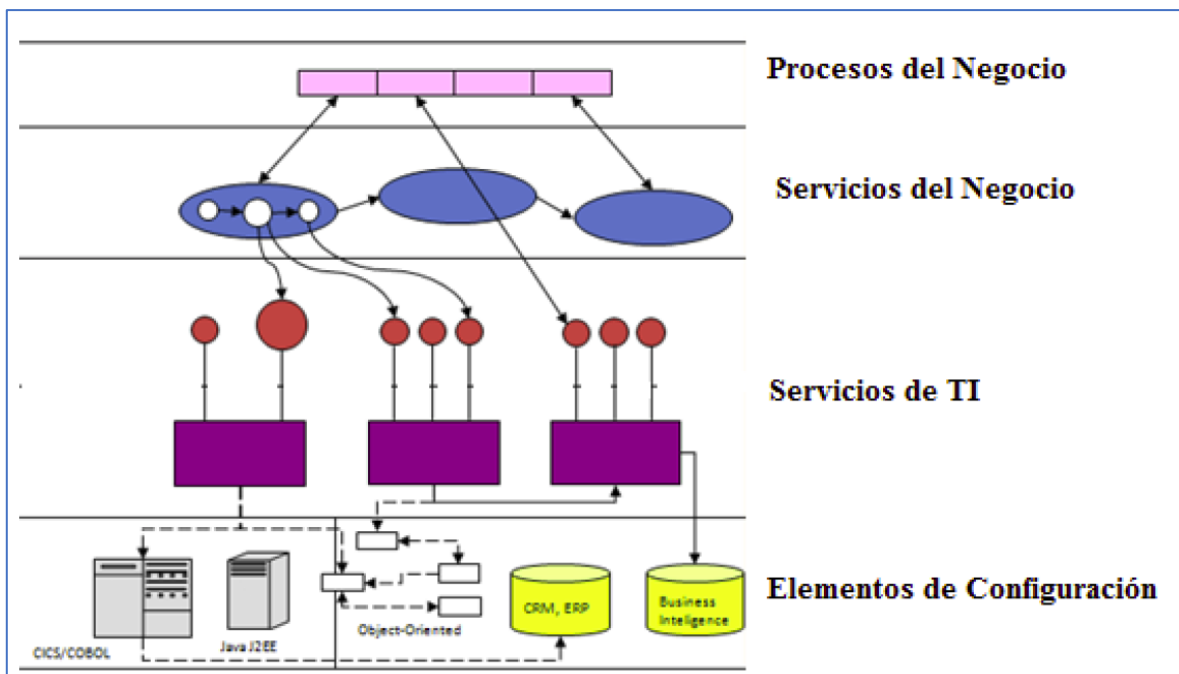 Procesos del Negocio
Servicios del Negocio
Servicios de TI
Elementos de Configuración
CICS/COBOL
Java J2EE
Object-Oriented
CRM, ERP
Business
Inteligence